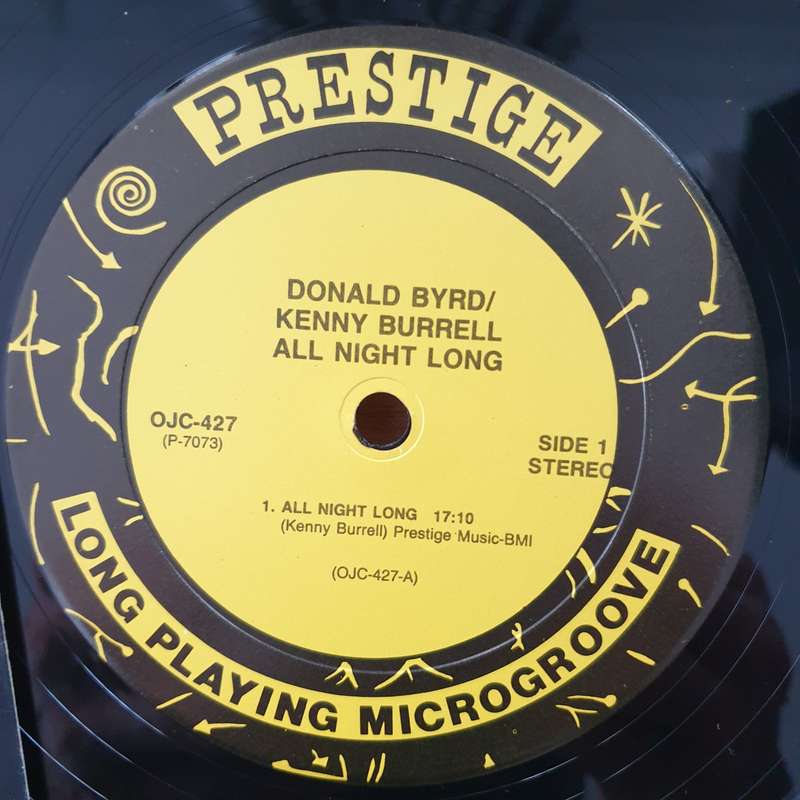 PRESTIGE
DONALD BYRD/
KENNY BURRELL
ALL NIGHT LONG
OJC-427
(P-7073)
SIDE 1
STEREO
1. ALL NIGHT LONG 17:10
(Kenny Burrell) Prestige Music-BMI
(OJC-427-A)
LONG PLAYING MICROGROOVE